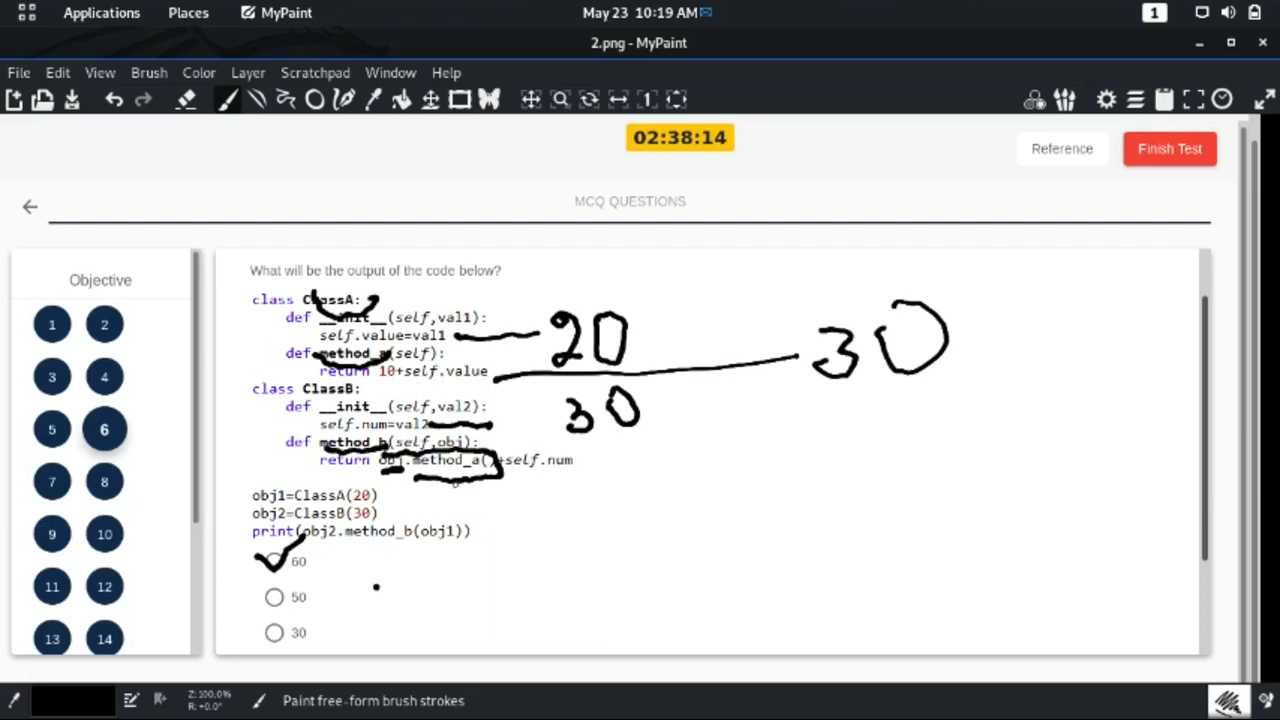 Applications Places MyPaint May 23 10:19 AM 1
2.png - MyPaint
File Edit View Brush Color Layer Scratchpad Window Help
02:38:14
Reference Finish Test
MCQ QUESTIONS
Objective
1 2
3 4
5 6
7 8
9 10
11 12
13 14
What will be the output of the code below?
class ClassA:
def __init__(self,val1):
self.value=val1
def method_a(self):
return 10+self.value
class ClassB:
def __init__(self,val2):
self.num=val2
def method_b(self,obj):
return obj.method_a()+self.num
obj1=ClassA(20)
obj2=ClassB(30)
print(obj2.method_b(obj1))
60
50
30
20
30
30
Z: 100.0%
R: +0.0°
Paint free-form brush strokes